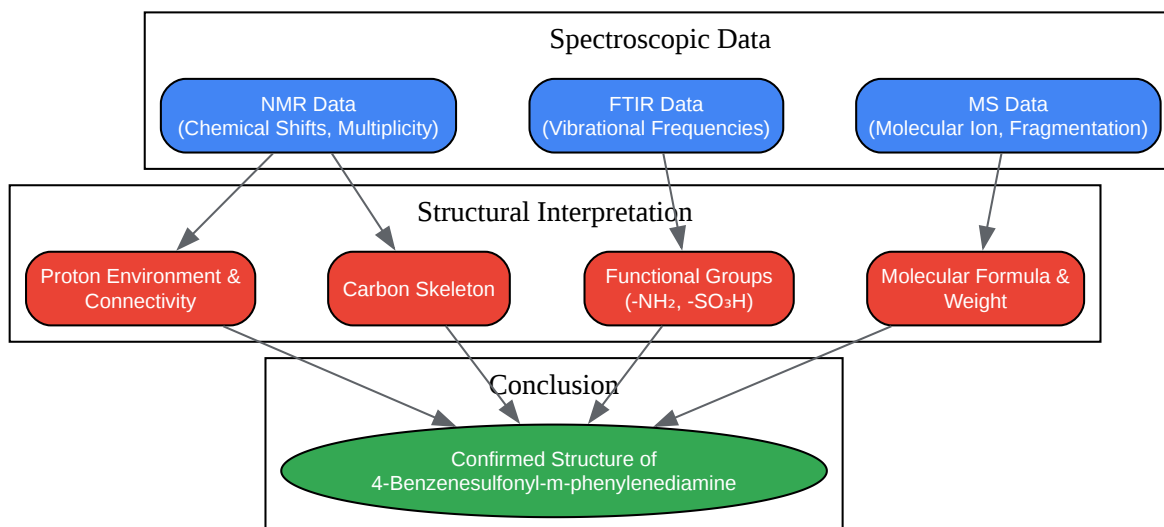 Spectroscopic Data
NMR Data
(Chemical Shifts, Multiplicity)
FTIR Data
(Vibrational Frequencies)
MS Data
(Molecular Ion, Fragmentation)
Structural Interpretation
Proton Environment &
Connectivity
Carbon Skeleton
Functional Groups
(-NH₂, -SO₃H)
Molecular Formula &
Weight
Conclusion
Confirmed Structure of
4-Benzenesulfonyl-m-phenylenediamine